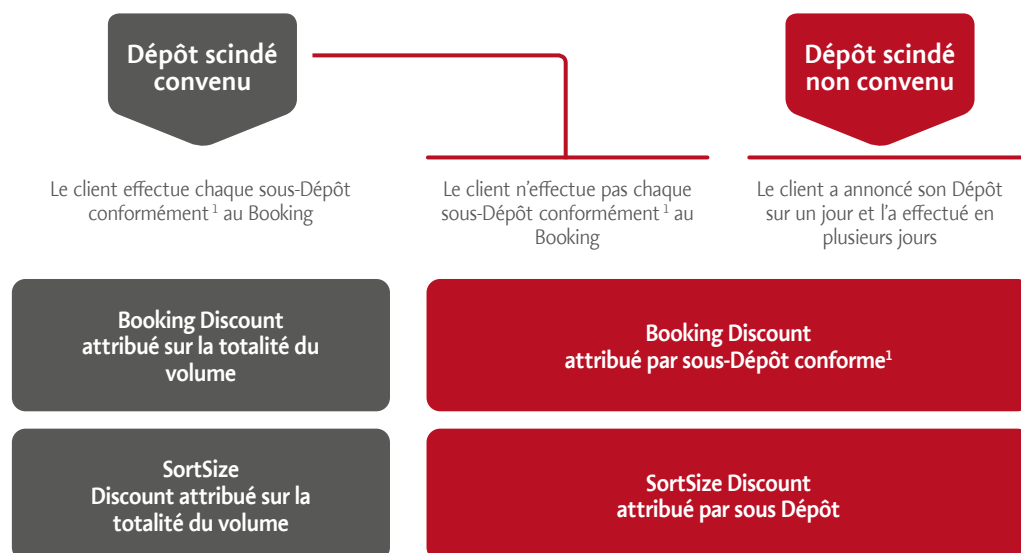 Dépôt scindé
convenu
Dépôt scindé
non convenu
Le client effectue chaque sous-Dépôt
conformément ¹ au Booking
Le client n’effectue pas chaque
sous-Dépôt conformément ¹ au
Booking
Le client a annoncé son Dépôt
sur un jour et l’a effectué en
plusieurs jours
Booking Discount
attribué sur la totalité du
volume
Booking Discount
attribué par sous-Dépôt conforme¹
SortSize
Discount attribué sur la
totalité du volume
SortSize Discount
attribué par sous Dépôt